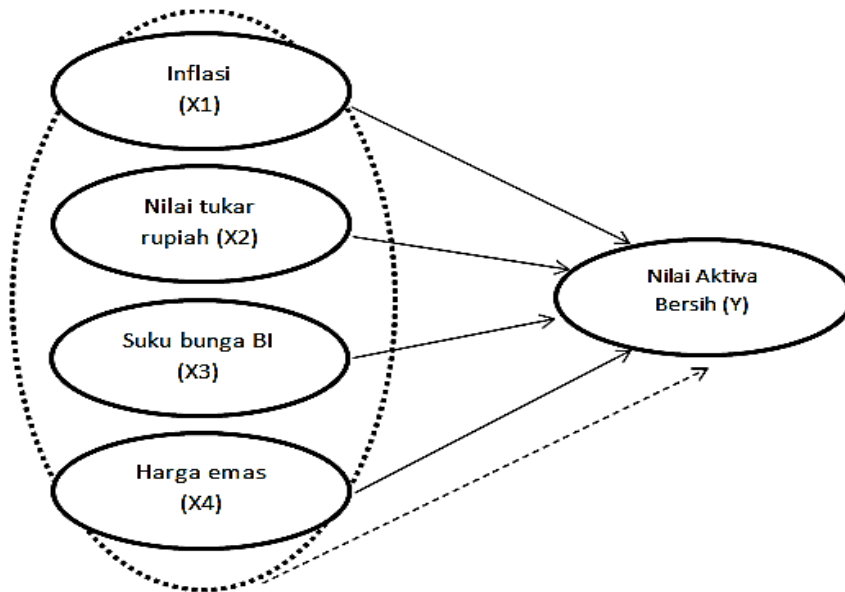 Inflasi
(X1)
Nilai tukar
rupiah (X2)
Suku bunga BI
(X3)
Harga emas
(X4)
Nilai Aktiva
Bersih (Y)